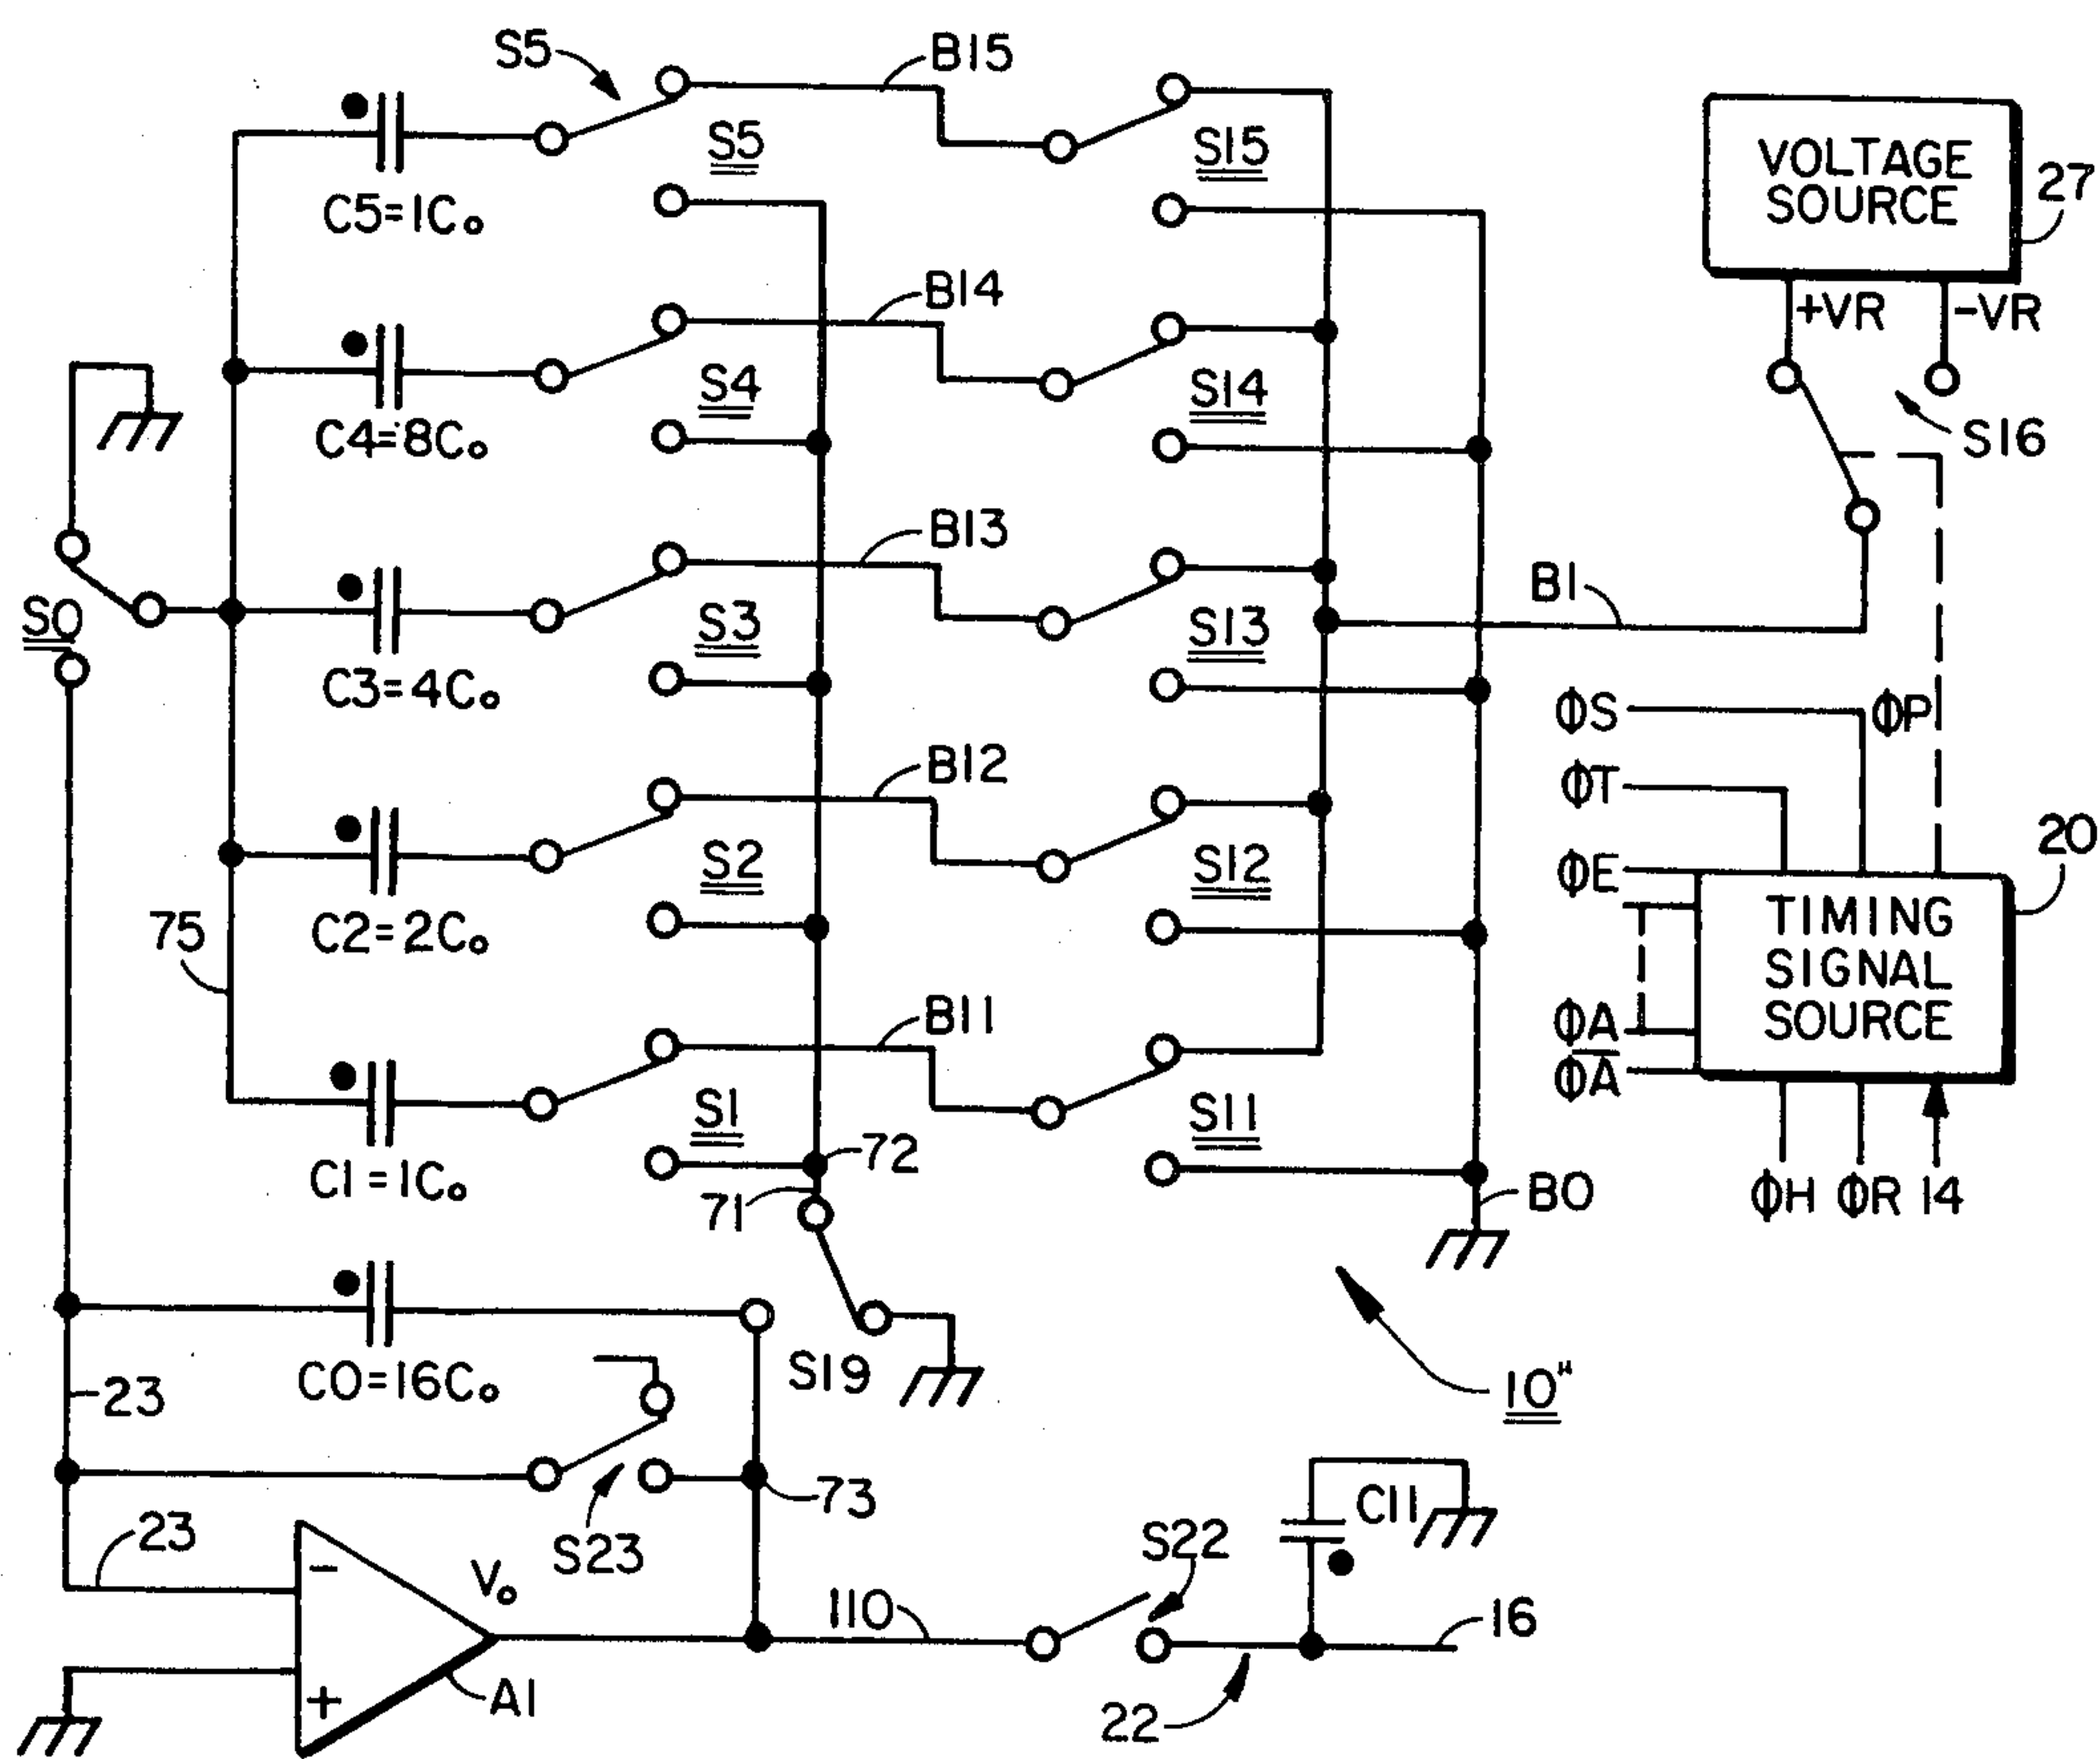 S5
B15
S5
S15
C5=1C₀
VOLTAGE
SOURCE
27
+VR
-VR
S16
B14
S4
S14
C4=8C₀
B13
S0
S3
S13
C3=4C₀
B1
ΦS
ΦP
ΦT
ΦE
20
TIMING
SIGNAL
SOURCE
ΦA
Φ̅A̅
ΦH
ΦR
14
B12
S2
S12
C2=2C₀
75
B11
S1
S11
C1=1C₀
72
71
B0
C0=16C₀
S19
10"
23
73
S23
23
V₀
A1
110
S22
C11
16
22